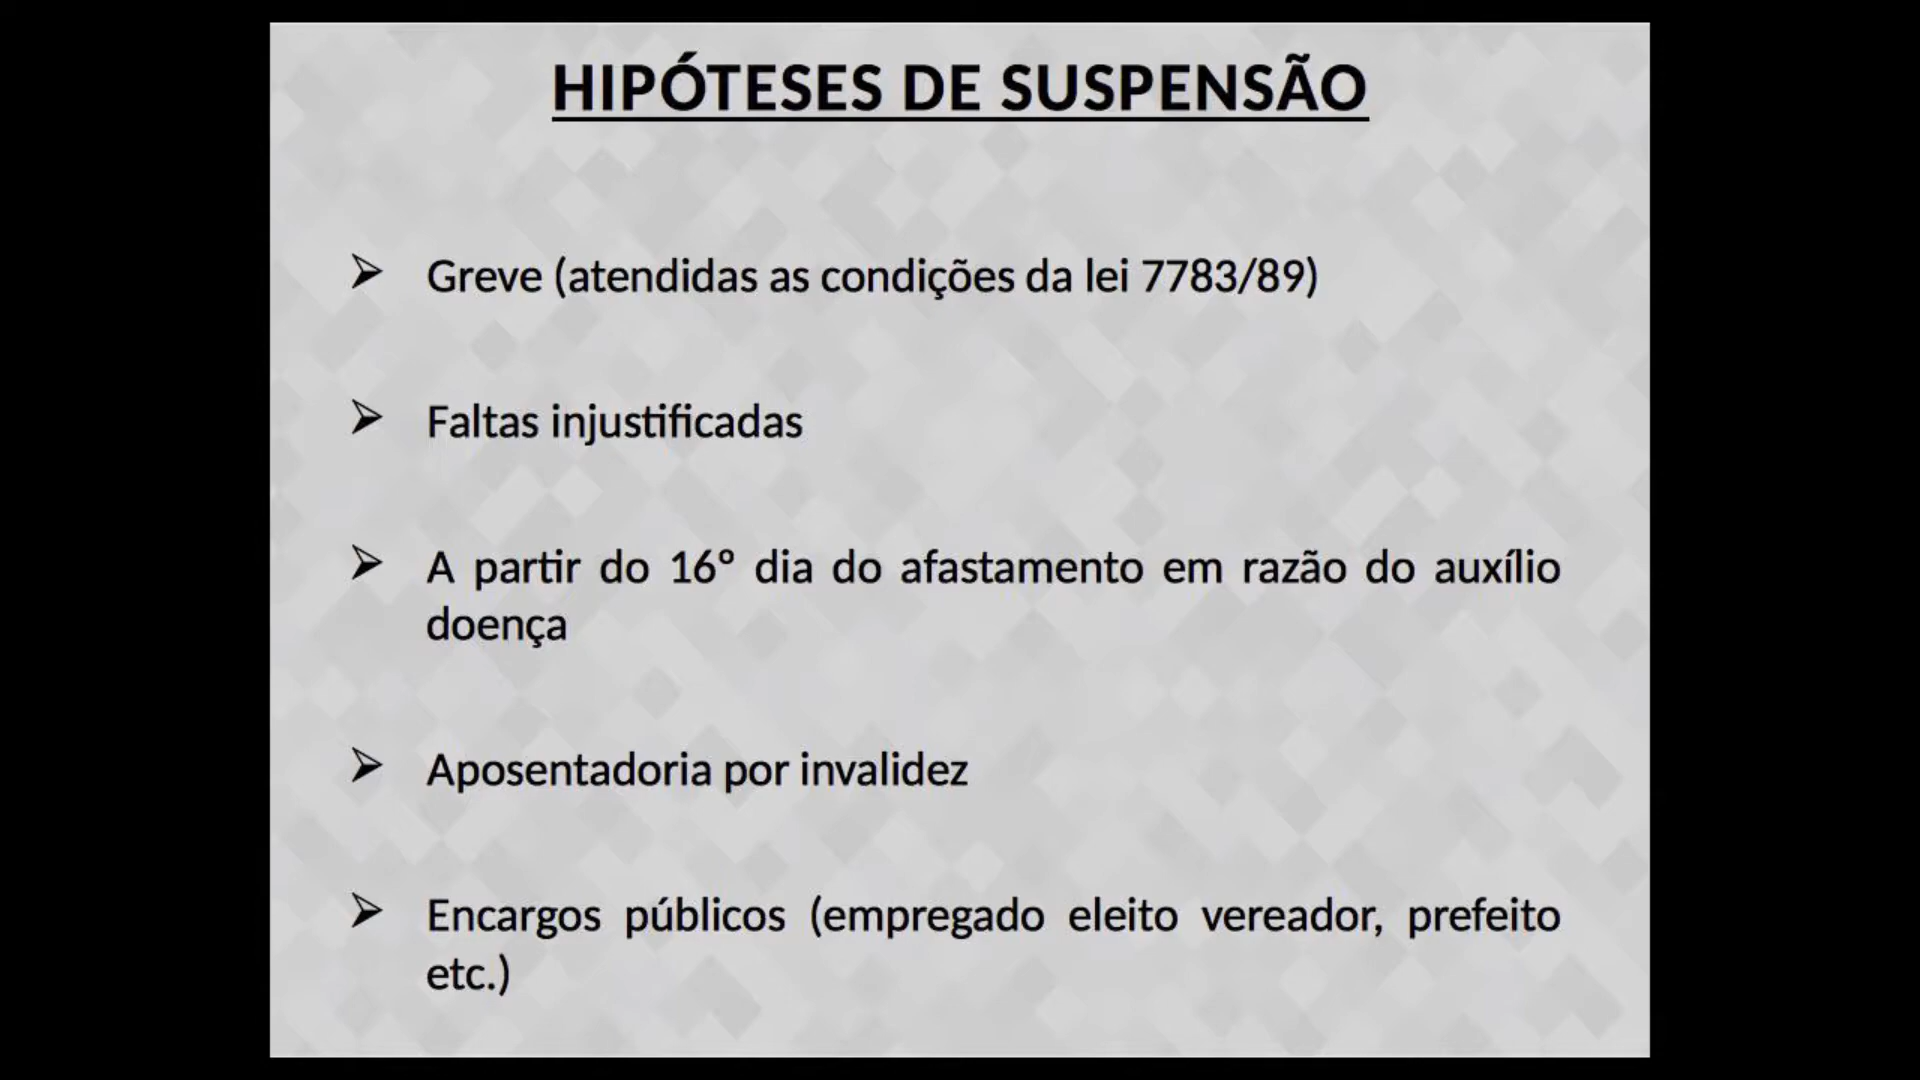 HIPÓTESES DE SUSPENSÃO
➢ Greve (atendidas as condições da lei 7783/89)
➢ Faltas injustificadas
➢ A partir do 16º dia do afastamento em razão do auxílio
doença
➢ Aposentadoria por invalidez
➢ Encargos públicos (empregado eleito vereador, prefeito
etc.)